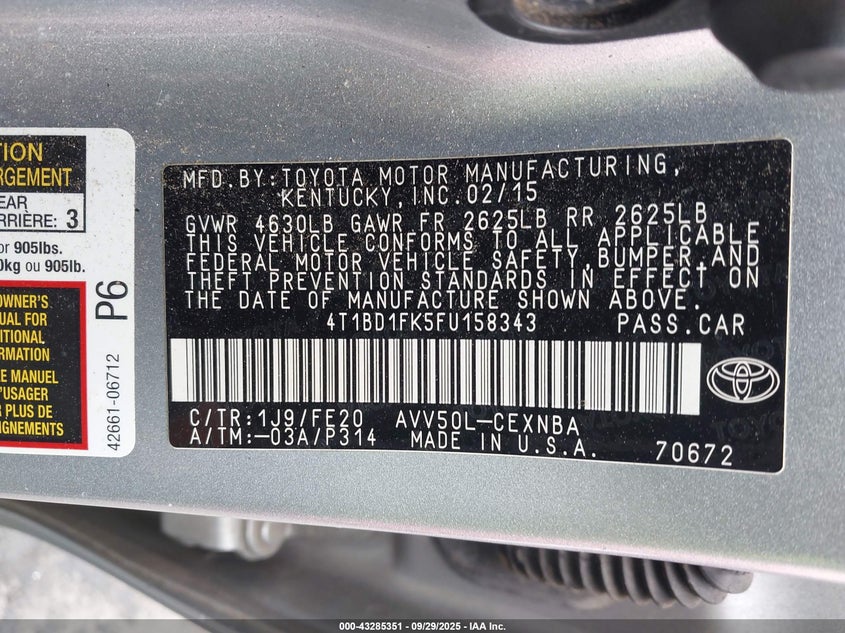 TION
RGEMENT
EAR
RRIÈRE: 3
or 905lbs.
0kg ou 905lb.
OWNER'S
UAL FOR
ITIONAL
FORMATION
E MANUEL
'USAGER
R PLUS DE
EIGNEMENTS
P6
42661-06712
MFD.BY:TOYOTA MOTOR MANUFACTURING,
KENTUCKY,INC.02/15
GVWR 4630LB GAWR FR 2625LB RR 2625LB
THIS VEHICLE CONFORMS TO ALL APPLICABLE
FEDERAL MOTOR VEHICLE SAFETY,BUMPER,AND
THEFT PREVENTION STANDARDS IN EFFECT ON
THE DATE OF MANUFACTURE SHOWN ABOVE.
4T1BD1FK5FU158343 PASS.CAR
C/TR:1J9/FE20 AVV50L-CEXNBA
A/TM:-03A/P314 MADE IN U.S.A. 70672
000-43285351 | 09/29/2025 - IAA Inc.